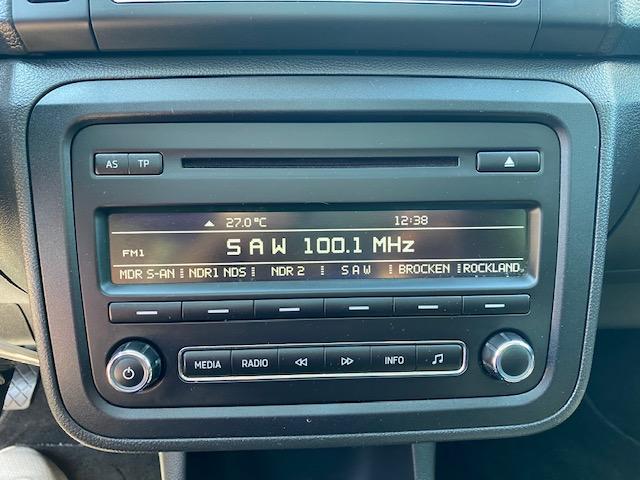 AS TP
27.0 °C 12:38
FM1 S A W 100.1 MHz
MDR S-AN NDR1 NDS NDR 2 S A W BROCKEN ROCKLAND
MEDIA RADIO INFO